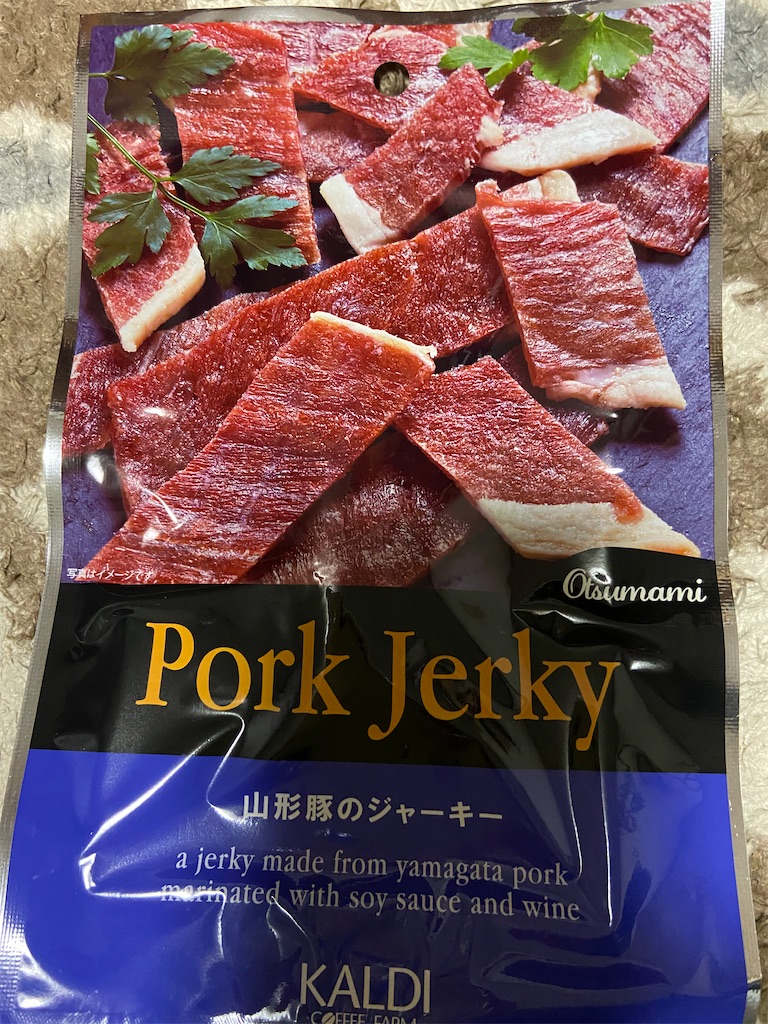 写真はイメージです
Otsumami
Pork Jerky
山形豚のジャーキー
a jerky made from yamagata pork
marinated with soy sauce and wine
KALDI
COFFEE FARM